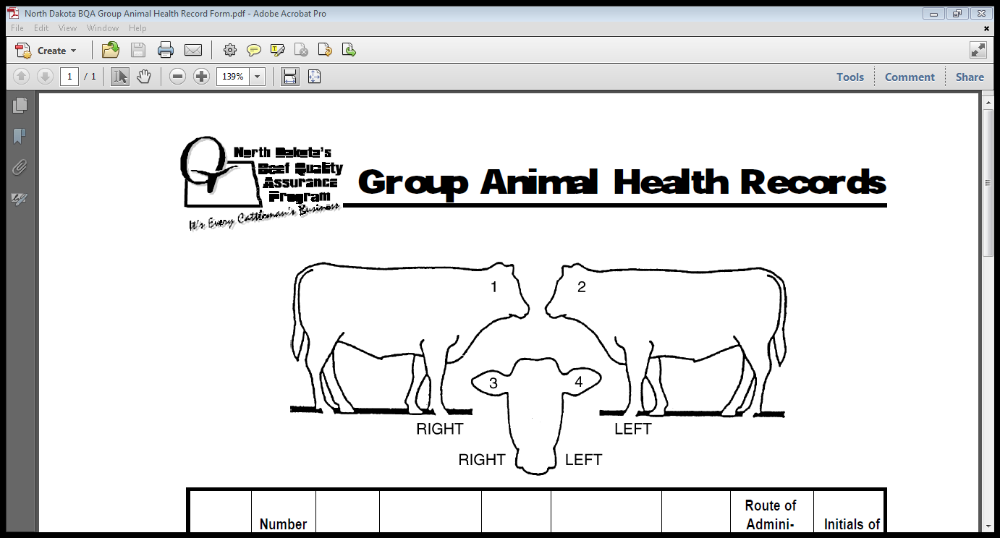 North Dakota BQA Group Animal Health Record Form.pdf - Adobe Acrobat Pro
File Edit View Window Help
Create
1 / 1 139% Tools Comment Share
North Dakota's
Beef Quality
Assurance
Program
It's Every Cattleman's Business
Group Animal Health Records
1 2
3 4
RIGHT LEFT
RIGHT LEFT
Route of
Number Admini- Initials of